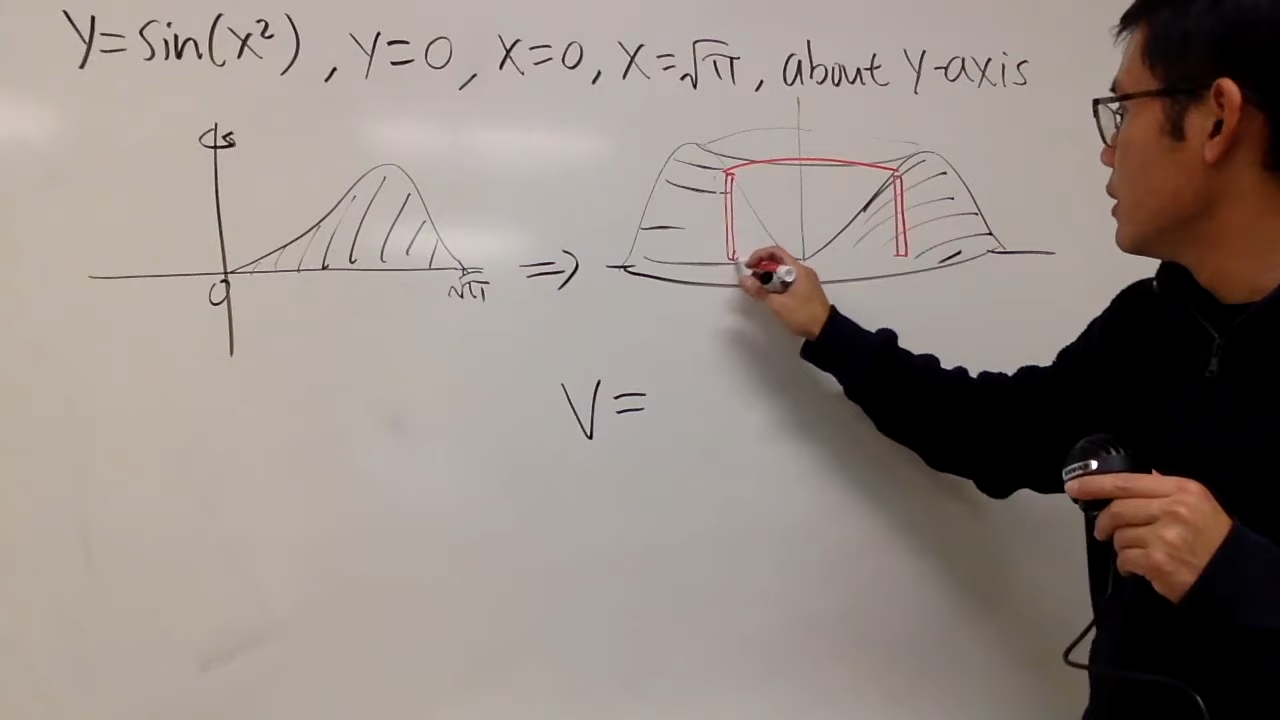 y=sin(x²), y=0, x=0, x=√π, about y-axis
0 √π ⇒
V=